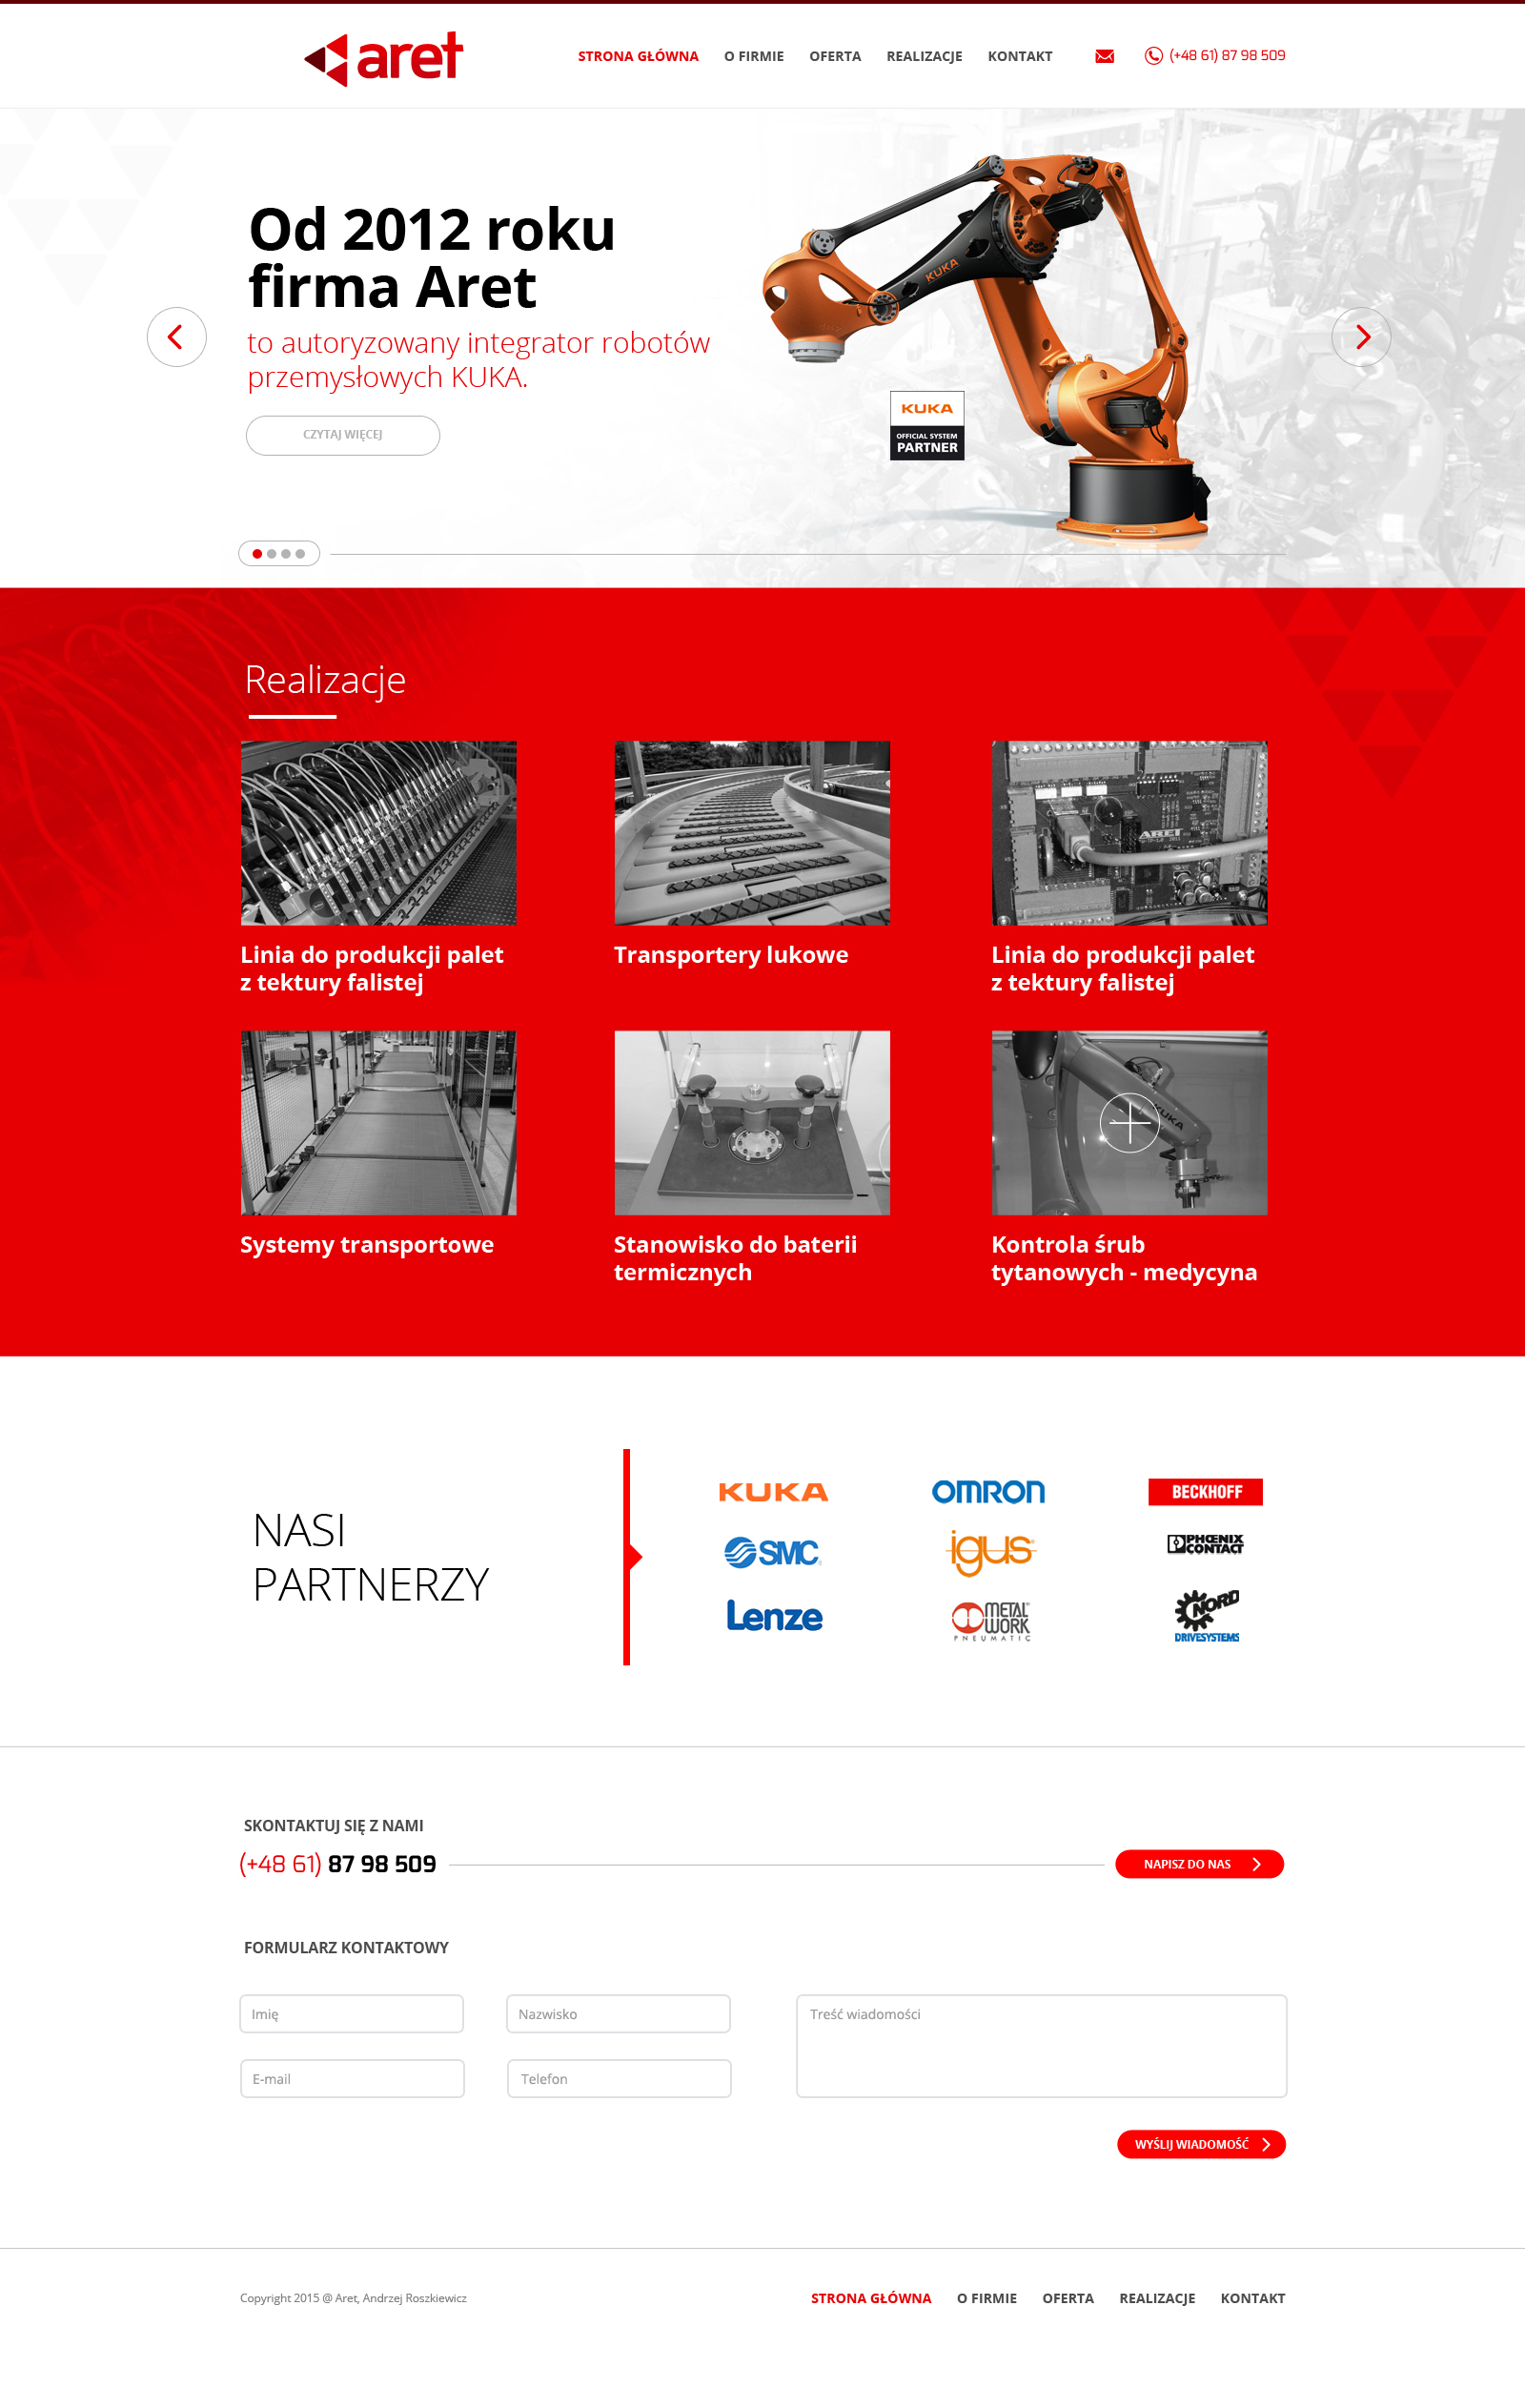 aret
STRONA GŁÓWNA O FIRMIE OFERTA REALIZACJE KONTAKT (+48 61) 87 98 509
Od 2012 roku
firma Aret
to autoryzowany integrator robotów
przemysłowych KUKA.
CZYTAJ WIĘCEJ
KUKA
KUKA
OFFICIAL SYSTEM
PARTNER
Realizacje
ARET
Linia do produkcji palet
z tektury falistej
Transportery lukowe
Linia do produkcji palet
z tektury falistej
KUKA
Systemy transportowe
Stanowisko do baterii
termicznych
Kontrola śrub
tytanowych - medycyna
NASI
PARTNERZY
KUKA OMRON BECKHOFF
SMC igus PHŒNIX
CONTACT
Lenze METAL
WORK
PNEUMATIC
NORD
DRIVESYSTEMS
SKONTAKTUJ SIĘ Z NAMI
(+48 61) 87 98 509
NAPISZ DO NAS
FORMULARZ KONTAKTOWY
Imię Nazwisko Treść wiadomości
E-mail Telefon
WYŚLIJ WIADOMOŚĆ
Copyright 2015 @ Aret, Andrzej Roszkiewicz
STRONA GŁÓWNA O FIRMIE OFERTA REALIZACJE KONTAKT